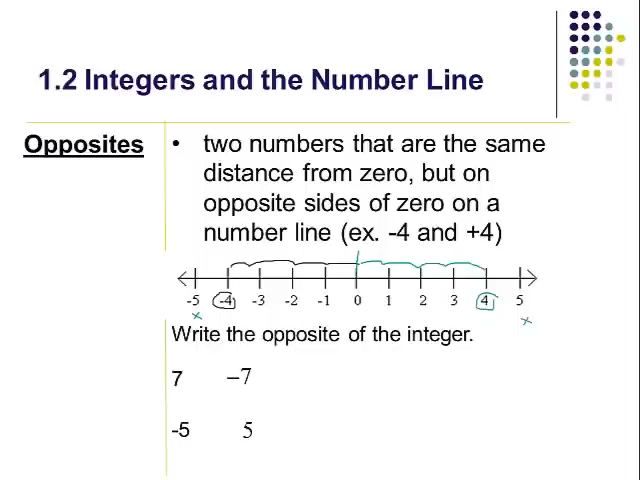 1.2 Integers and the Number Line
Opposites
• two numbers that are the same
distance from zero, but on
opposite sides of zero on a
number line (ex. -4 and +4)
-5 -4 -3 -2 -1 0 1 2 3 4 5
x x
Write the opposite of the integer.
7 –7
-5 5